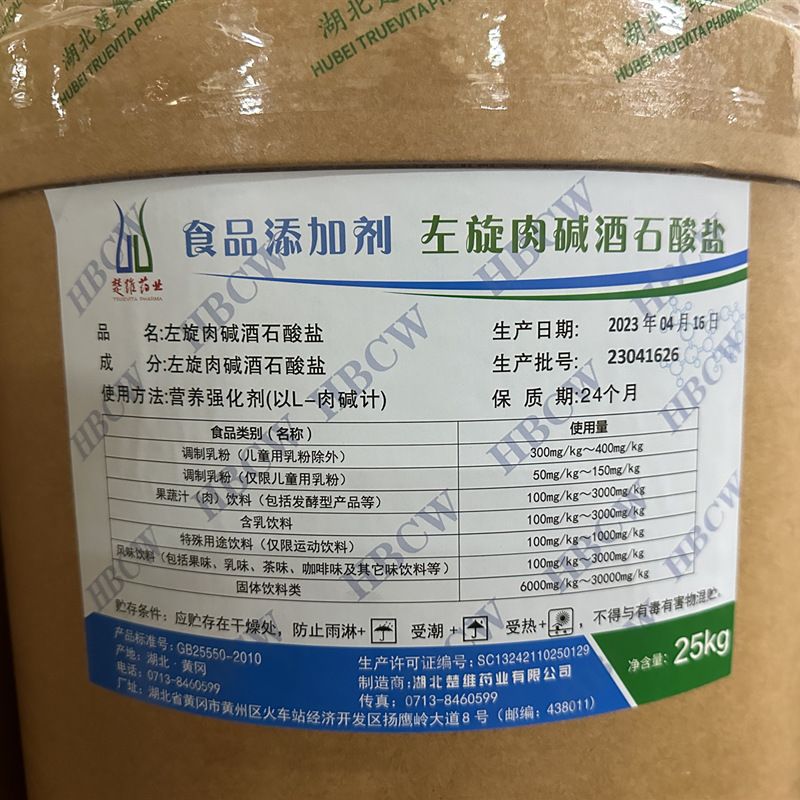 湖北楚维
HUBEI TRUEVITA PHARMA
湖北楚维
HUBEI TRUEVITA
HBCW
楚维药业
TRUEVITA PHARMA
食品添加剂 左旋肉碱酒石酸盐
品 名:左旋肉碱酒石酸盐
生产日期: 2023年04月16日
成 分:左旋肉碱酒石酸盐
生产批号: 23041626
使用方法:营养强化剂(以L-肉碱计)
保 质 期:24个月
食品类别(名称) 使用量
调制乳粉(儿童用乳粉除外) 300mg/kg～400mg/kg
调制乳粉(仅限儿童用乳粉) 50mg/kg～150mg/kg
果蔬汁(肉)饮料(包括发酵型产品等) 100mg/kg～3000mg/kg
含乳饮料 100mg/kg～3000mg/kg
特殊用途饮料(仅限运动饮料) 100mg/kg～1000mg/kg
风味饮料(包括果味、乳味、茶味、咖啡味及其它味饮料等) 100mg/kg～3000mg/kg
固体饮料类 6000mg/kg～30000mg/kg
贮存条件: 应贮存在干燥处, 防止雨淋+ 受潮+ 受热+ , 不得与有毒有害物混贮.
产品标准号: GB25550-2010
生产许可证编号: SC13242110250129
净含量: 25kg
产地: 湖北·黄冈
制造商: 湖北楚维药业有限公司
电话: 0713-8460599
传真: 0713-8460599
厂址: 湖北省黄冈市黄州区火车站经济开发区扬鹰岭大道8号(邮编: 438011)